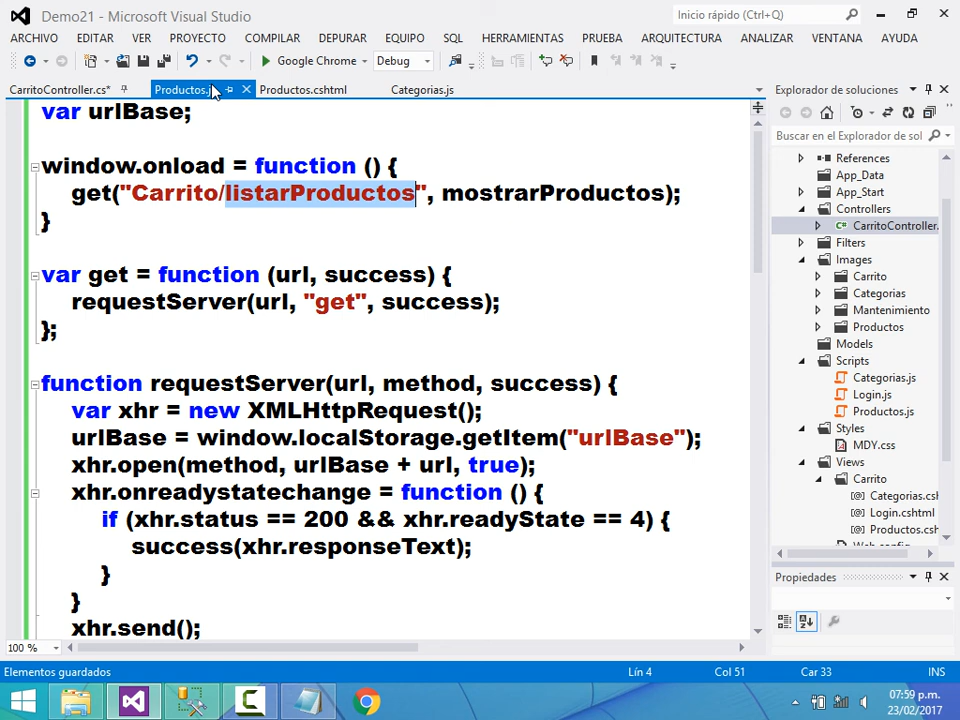 Demo21 - Microsoft Visual Studio
Inicio rápido (Ctrl+Q)
ARCHIVO EDITAR VER PROYECTO COMPILAR DEPURAR EQUIPO SQL HERRAMIENTAS PRUEBA ARQUITECTURA ANALIZAR VENTANA AYUDA
Google Chrome Debug
CarritoController.cs* Productos.j Productos.cshtml Categorias.js
var urlBase;
window.onload = function () {
get("Carrito/listarProductos", mostrarProductos);
}
var get = function (url, success) {
requestServer(url, "get", success);
};
function requestServer(url, method, success) {
var xhr = new XMLHttpRequest();
urlBase = window.localStorage.getItem("urlBase");
xhr.open(method, urlBase + url, true);
xhr.onreadystatechange = function () {
if (xhr.status == 200 && xhr.readyState == 4) {
success(xhr.responseText);
}
}
xhr.send();
100 %
Explorador de soluciones
Buscar en el Explorador de sol
References
App_Data
App_Start
Controllers
C# CarritoController.
Filters
Images
Carrito
Categorias
Mantenimiento
Productos
Models
Scripts
Categorias.js
Login.js
Productos.js
Styles
MDY.css
Views
Carrito
Categorias.csh
Login.cshtml
Productos.csh
Propiedades
Elementos guardados Lín 4 Col 51 Car 33 INS
07:59 p.m.
23/02/2017